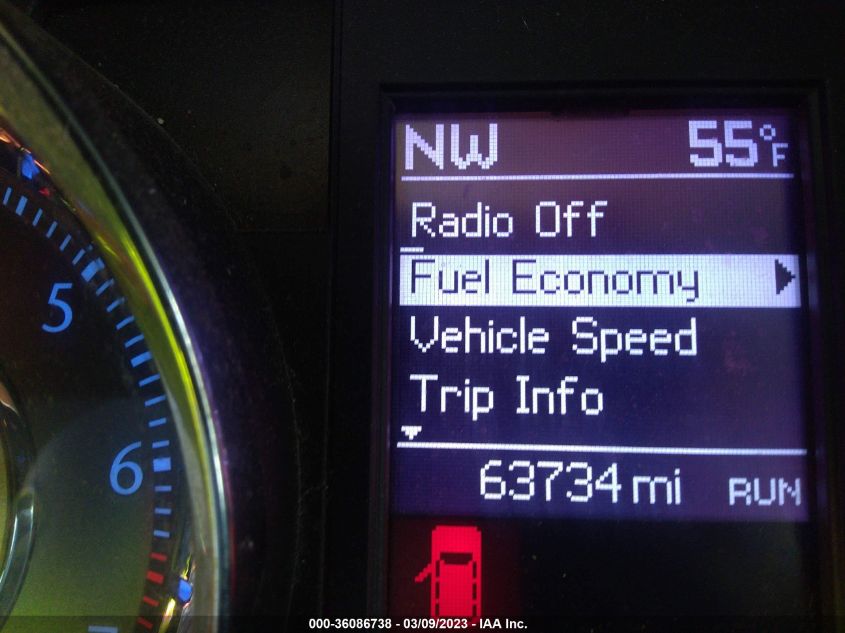 NW 55°F
Radio Off
Fuel Economy
Vehicle Speed
Trip Info
63734 mi RUN
5
6
000-36086738 - 03/09/2023 - IAA Inc.